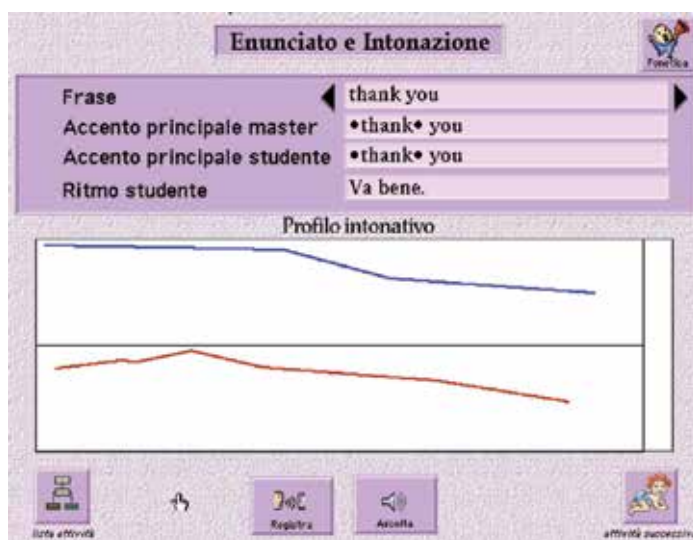 Enunciato e Intonazione
Fonetica
Frase
thank you
Accento principale master
•thank• you
Accento principale studente
•thank• you
Ritmo studente
Va bene.
Profilo intonativo
Registra
Ascolta
lista attività
attività successiv